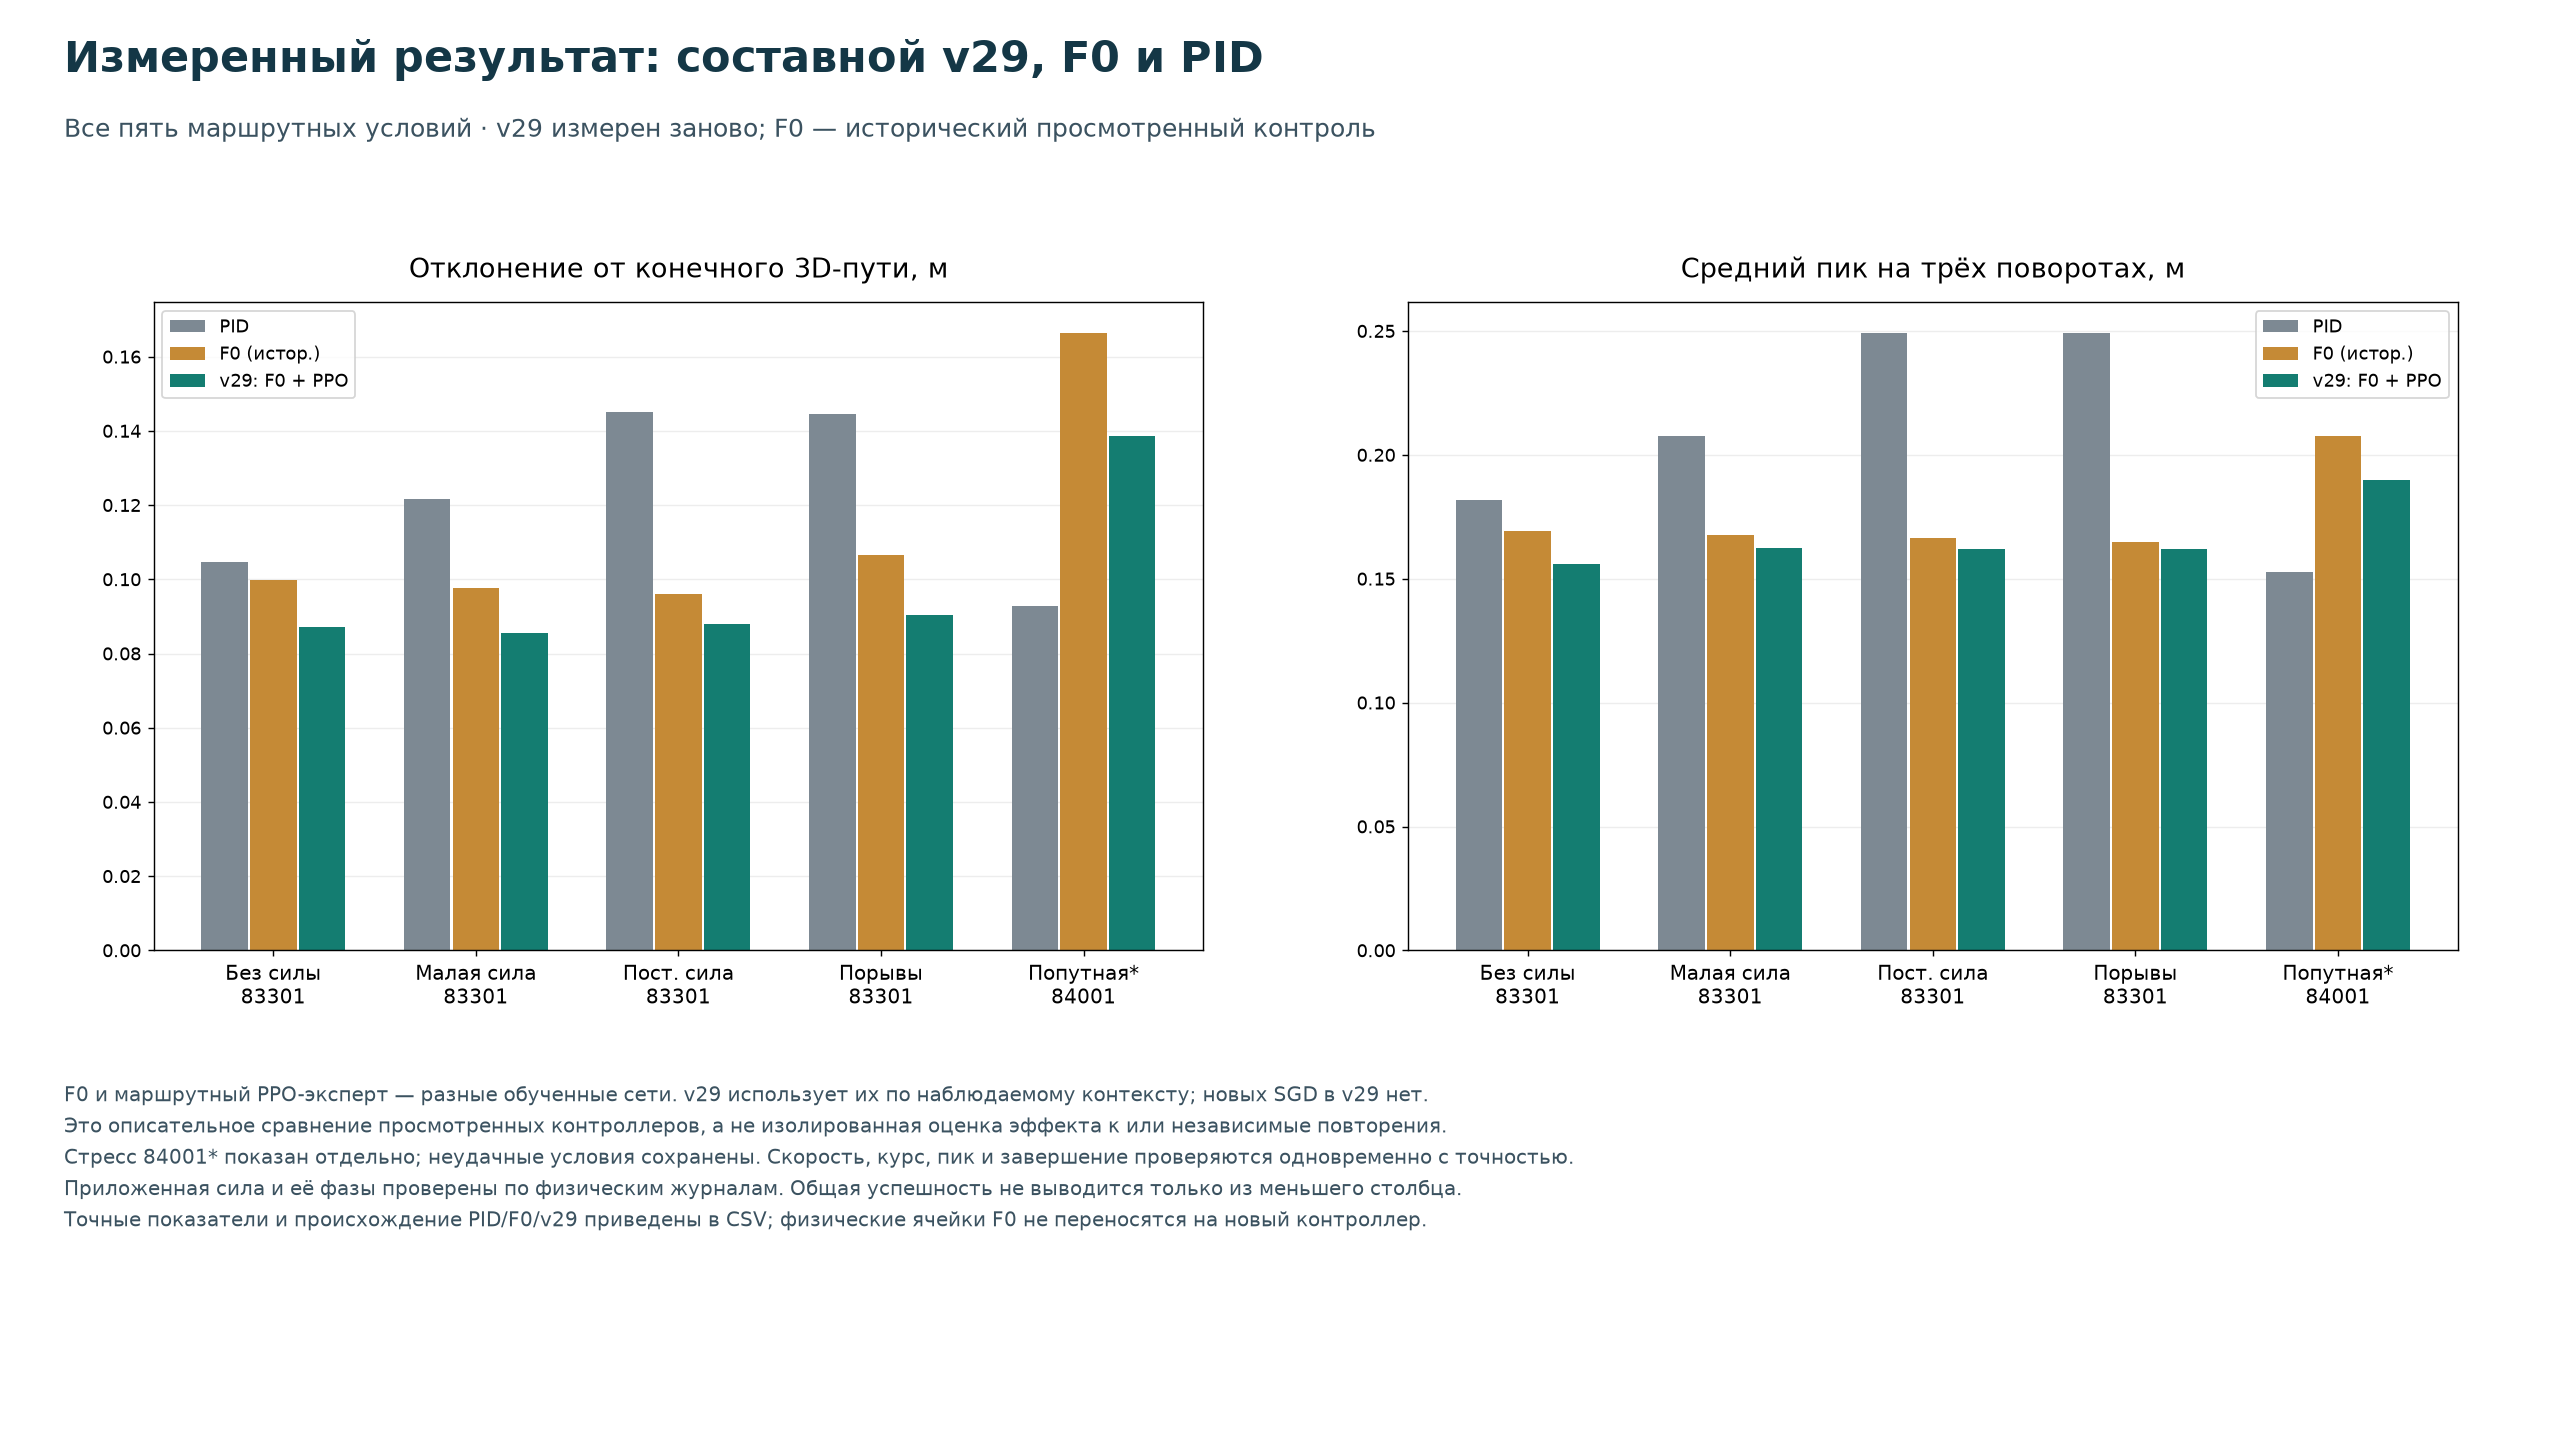 Измеренный результат: составной v29, F0 и PID
Все пять маршрутных условий · v29 измерен заново; F0 — исторический просмотренный контроль
Отклонение от конечного 3D-пути, м
PID
F0 (истор.)
v29: F0 + PPO
0.16
0.14
0.12
0.10
0.08
0.06
0.04
0.02
0.00
Без силы
83301
Малая сила
83301
Пост. сила
83301
Порывы
83301
Попутная*
84001
Средний пик на трёх поворотах, м
PID
F0 (истор.)
v29: F0 + PPO
0.25
0.20
0.15
0.10
0.05
0.00
Без силы
83301
Малая сила
83301
Пост. сила
83301
Порывы
83301
Попутная*
84001
F0 и маршрутный PPO-эксперт — разные обученные сети. v29 использует их по наблюдаемому контексту; новых SGD в v29 нет.
Это описательное сравнение просмотренных контроллеров, а не изолированная оценка эффекта к или независимые повторения.
Стресс 84001* показан отдельно; неудачные условия сохранены. Скорость, курс, пик и завершение проверяются одновременно с точностью.
Приложенная сила и её фазы проверены по физическим журналам. Общая успешность не выводится только из меньшего столбца.
Точные показатели и происхождение PID/F0/v29 приведены в CSV; физические ячейки F0 не переносятся на новый контроллер.